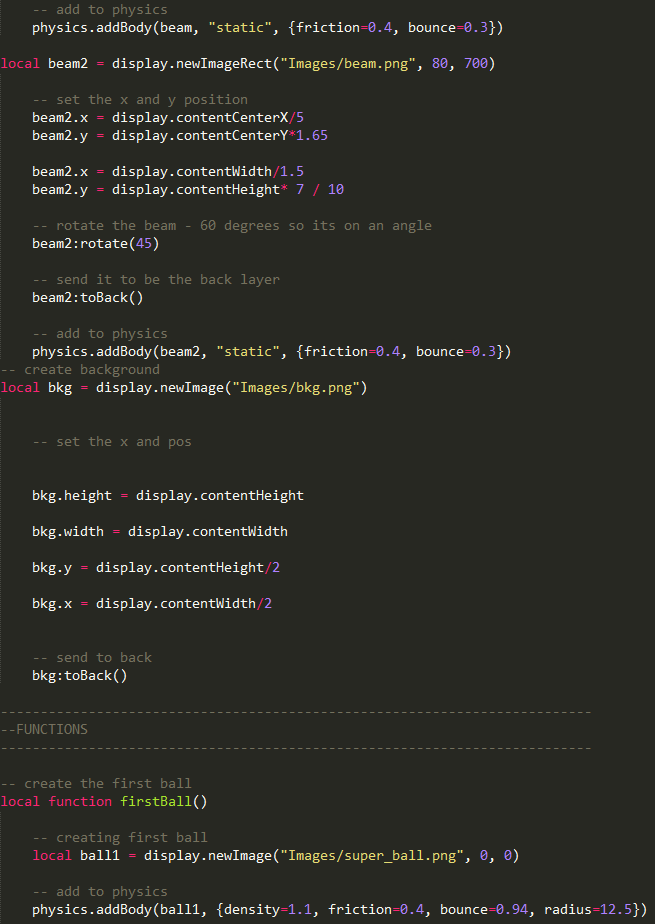 -- add to physics
physics.addBody(beam, "static", {friction=0.4, bounce=0.3})
local beam2 = display.newImageRect("Images/beam.png", 80, 700)
-- set the x and y position
beam2.x = display.contentCenterX/5
beam2.y = display.contentCenterY*1.65
beam2.x = display.contentWidth/1.5
beam2.y = display.contentHeight* 7 / 10
-- rotate the beam - 60 degrees so its on an angle
beam2:rotate(45)
-- send it to be the back layer
beam2:toBack()
-- add to physics
physics.addBody(beam2, "static", {friction=0.4, bounce=0.3})
-- create background
local bkg = display.newImage("Images/bkg.png")
-- set the x and pos
bkg.height = display.contentHeight
bkg.width = display.contentWidth
bkg.y = display.contentHeight/2
bkg.x = display.contentWidth/2
-- send to back
bkg:toBack()
--------------------------------------------------------------------------
--FUNCTIONS
--------------------------------------------------------------------------
-- create the first ball
local function firstBall()
-- creating first ball
local ball1 = display.newImage("Images/super_ball.png", 0, 0)
-- add to physics
physics.addBody(ball1, {density=1.1, friction=0.4, bounce=0.94, radius=12.5})